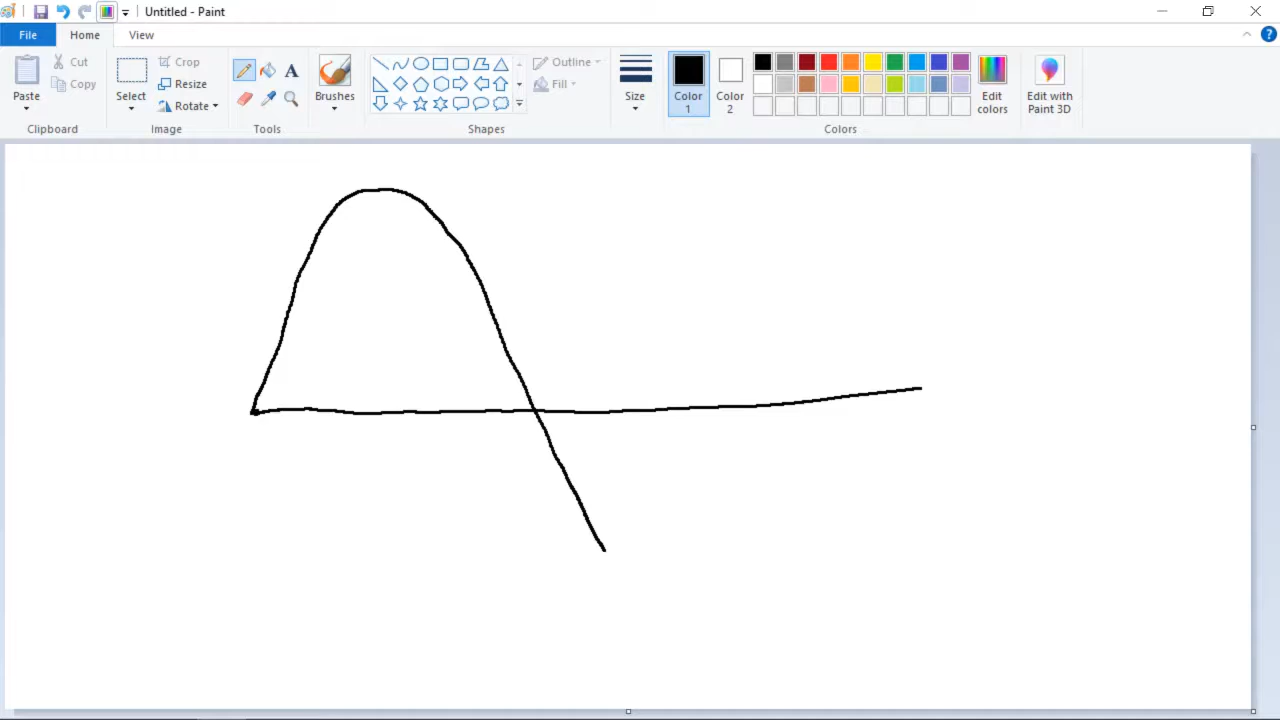 Untitled - Paint
File Home View
Paste
Cut
Copy
Clipboard
Select
Resize
Rotate
Image
A
Tools
Brushes
Outline
Fill
Shapes
Size
Color 1
Color 2
Edit colors
Colors
Edit with Paint 3D
?